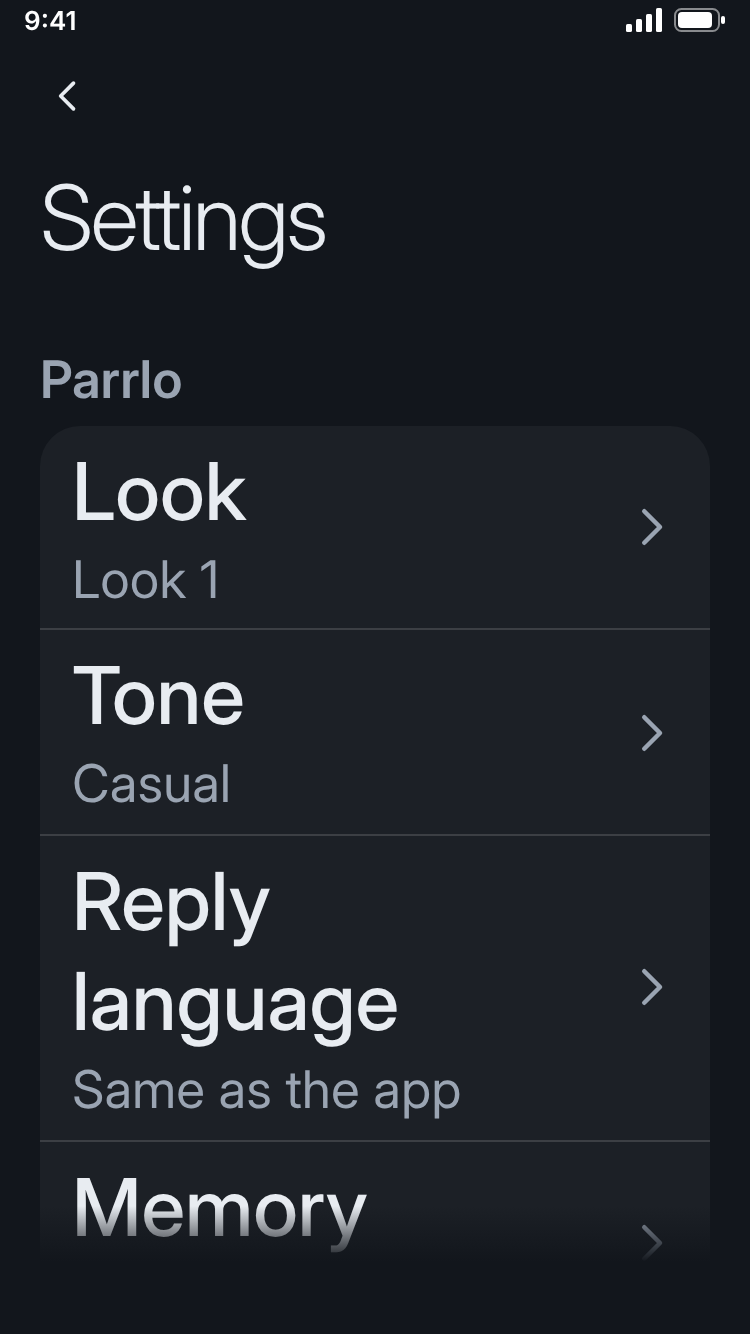 9:41
Settings
Parrlo
Look
Look 1
Tone
Casual
Reply
language
Same as the app
Memory